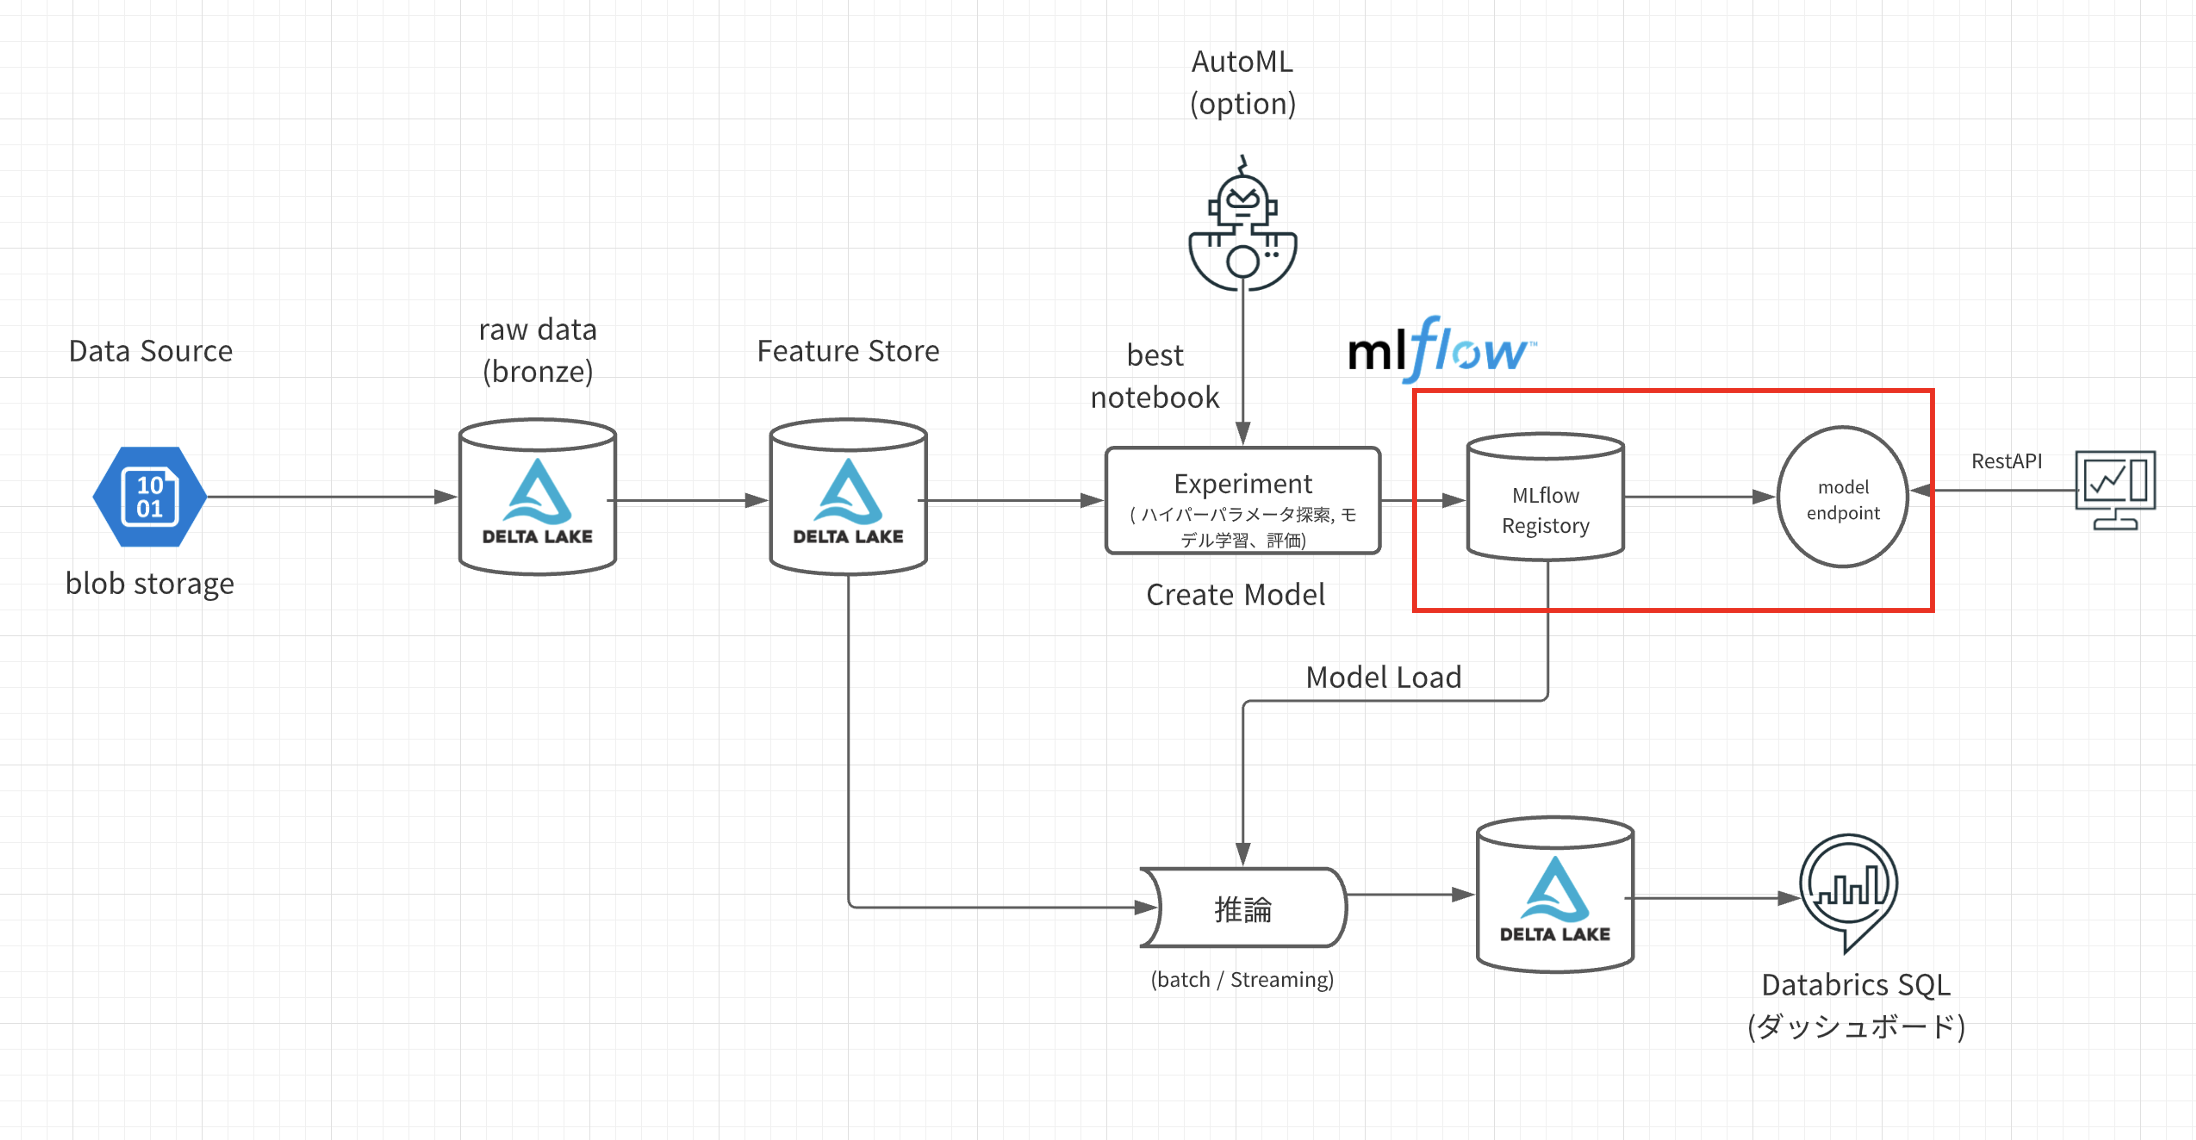 AutoML
(option)
Data Source
raw data
(bronze)
Feature Store
best
notebook
mlflow™
10
01
blob storage
DELTA LAKE
DELTA LAKE
Experiment
( ハイパーパラメータ探索, モ
デル学習、評価)
Create Model
MLflow
Registory
model
endpoint
RestAPI
Model Load
推論
(batch / Streaming)
DELTA LAKE
Databrics SQL
(ダッシュボード)